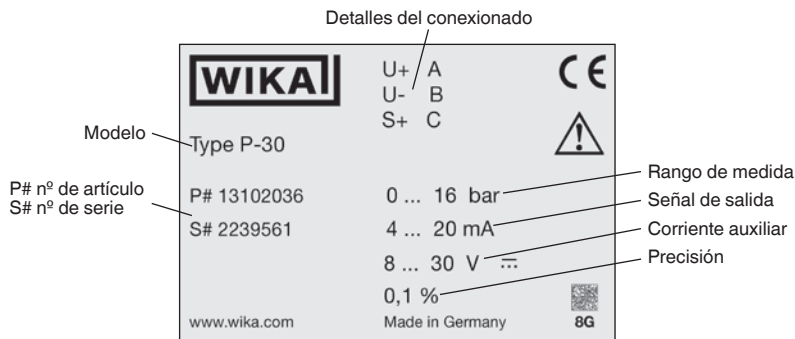 Detalles del conexionado
WIKA
U+ A
U- B
S+ C
CE
Modelo
Type P-30
P# nº de artículo
S# nº de serie
P# 13102036
S# 2239561
0 ... 16 bar
Rango de medida
4 ... 20 mA
Señal de salida
8 ... 30 V
Corriente auxiliar
0,1 %
Precisión
www.wika.com
Made in Germany
8G